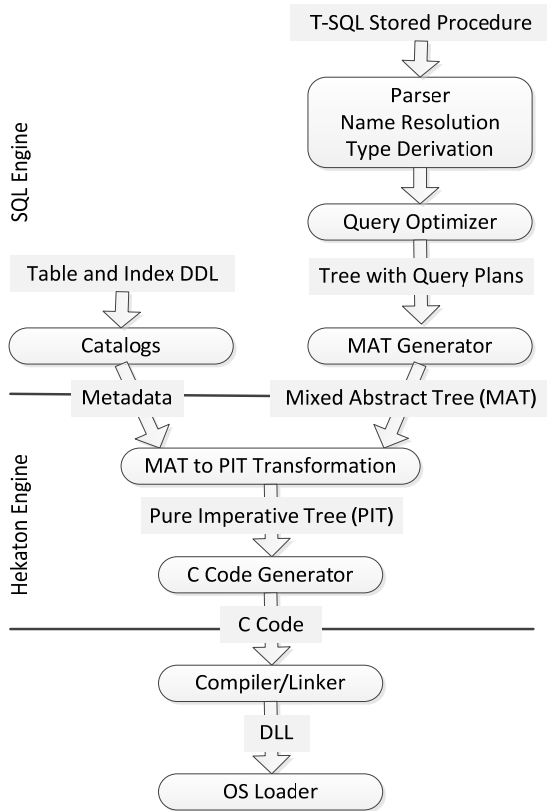 T-SQL Stored Procedure
Parser
Name Resolution
Type Derivation
SQL Engine
Query Optimizer
Table and Index DDL
Tree with Query Plans
Catalogs
MAT Generator
Metadata
Mixed Abstract Tree (MAT)
Hekaton Engine
MAT to PIT Transformation
Pure Imperative Tree (PIT)
C Code Generator
C Code
Compiler/Linker
DLL
OS Loader